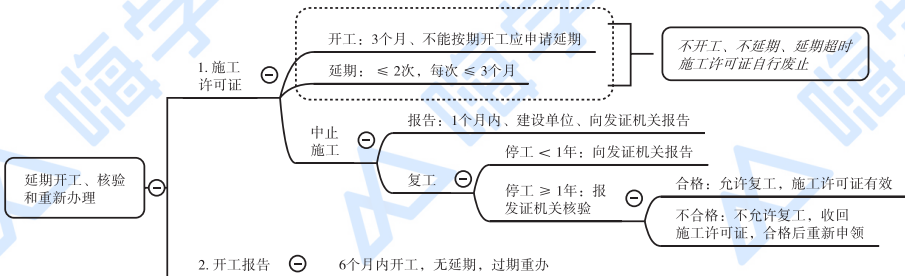 开工：3个月、不能按期开工应申请延期
不开工、不延期、延期超时
施工许可证自行废止
1. 施工
许可证
延期：≤2次，每次≤3个月
中止
施工
报告：1个月内、建设单位、向发证机关报告
复工
停工＜1年：向发证机关报告
停工≥1年：报
发证机关核验
合格：允许复工，施工许可证有效
不合格：不允许复工，收回
施工许可证，合格后重新申领
延期开工、核验
和重新办理
2. 开工报告
6个月内开工，无延期，过期重办
嗨学
嗨学
嗨学